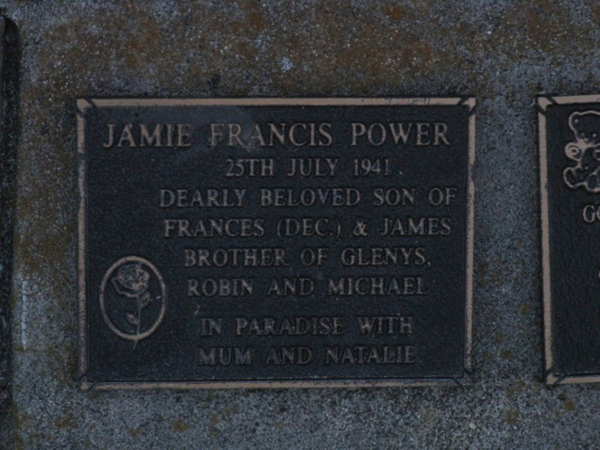 JAMIE FRANCIS POWER
25TH JULY 1941
DEARLY BELOVED SON OF
FRANCES (DEC.) & JAMES
BROTHER OF GLENYS,
ROBIN AND MICHAEL
IN PARADISE WITH
MUM AND NATALIE